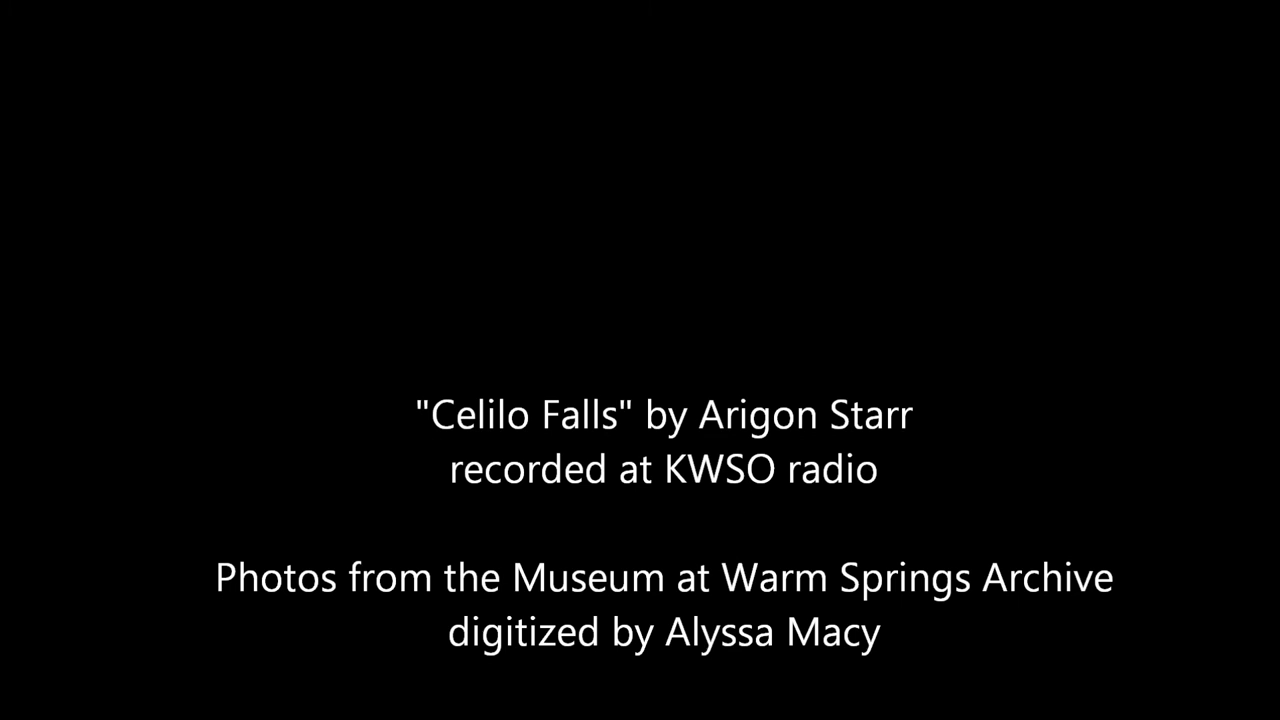 "Celilo Falls" by Arigon Starr
recorded at KWSO radio
Photos from the Museum at Warm Springs Archive
digitized by Alyssa Macy